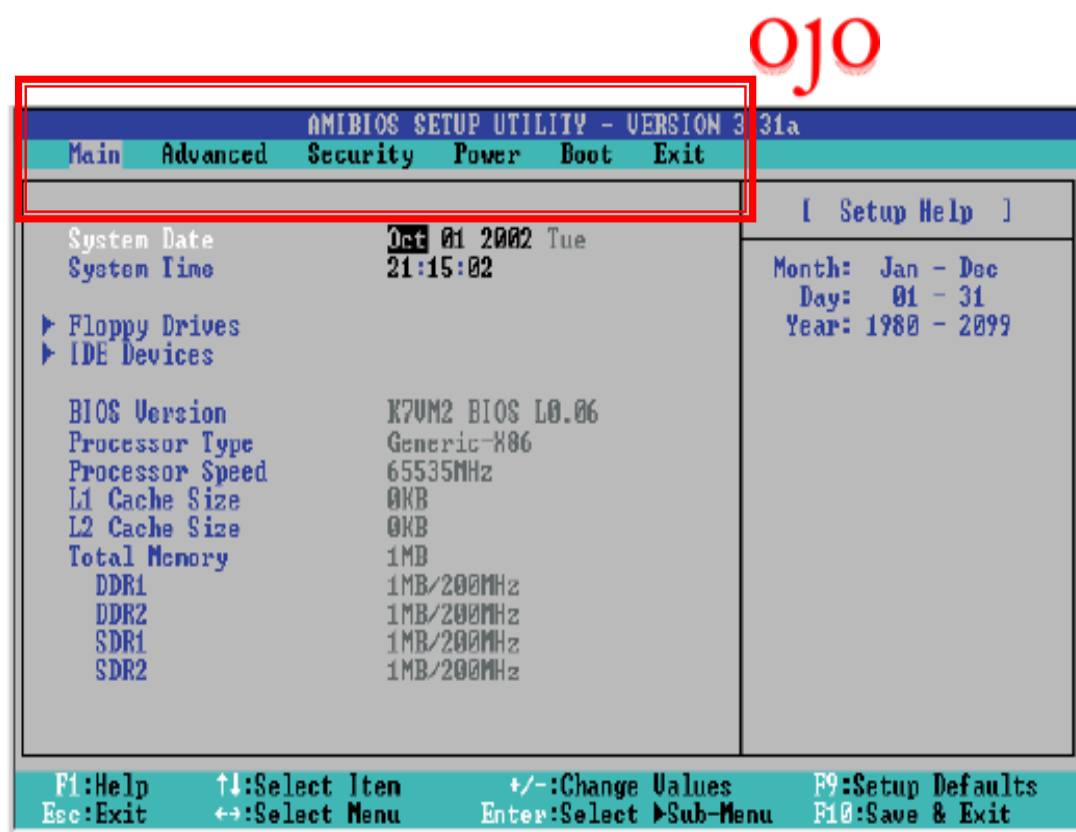 OJO
AMIBIOS SETUP UTILITY - VERSION 3.31a
Main Advanced Security Power Boot Exit
[ Setup Help ]
System Date Oct 01 2002 Tue
System Time 21:15:02
Month: Jan - Dec
Day: 01 - 31
Year: 1980 - 2099
▶ Floppy Drives
▶ IDE Devices
BIOS Version K7VM2 BIOS L0.06
Processor Type Generic-X86
Processor Speed 65535MHz
L1 Cache Size 0KB
L2 Cache Size 0KB
Total Memory 1MB
DDR1 1MB/200MHz
DDR2 1MB/200MHz
SDR1 1MB/200MHz
SDR2 1MB/200MHz
F1:Help ↑↓:Select Item +/-:Change Values F9:Setup Defaults
Esc:Exit ↔:Select Menu Enter:Select ▶Sub-Menu F10:Save & Exit